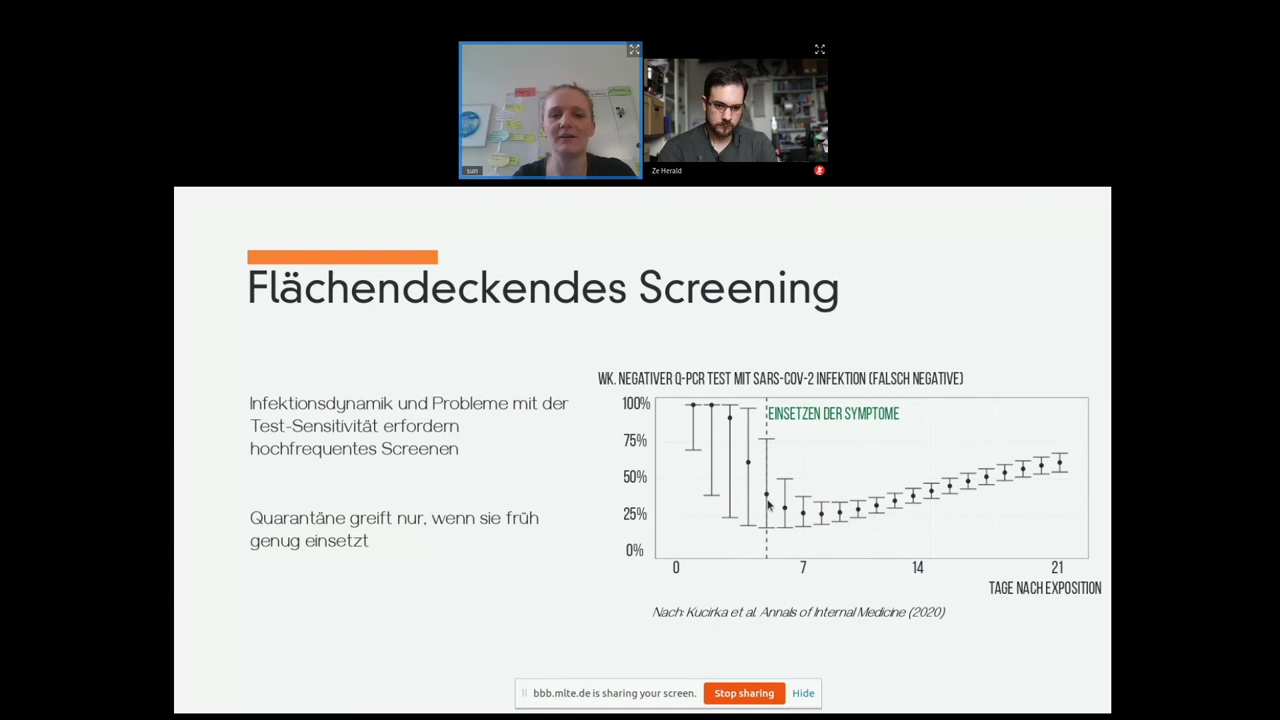 sun
Ze Herald
Flächendeckendes Screening
Infektionsdynamik und Probleme mit der
Test-Sensitivität erfordern
hochfrequentes Screenen
Quarantäne greift nur, wenn sie früh
genug einsetzt
WK. NEGATIVER Q-PCR TEST MIT SARS-COV-2 INFEKTION (FALSCH NEGATIVE)
100%
75%
50%
25%
0%
EINSETZEN DER SYMPTOME
0 7 14 21
TAGE NACH EXPOSITION
Nach: Kucirka et al. Annals of Internal Medicine (2020)
bbb.mlte.de is sharing your screen. Stop sharing Hide